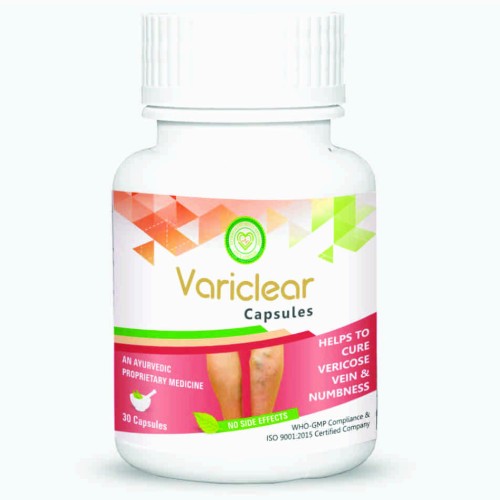 Variclear
Capsules
AN AYURVEDIC
PROPRIETARY MEDICINE
30 Capsules
HELPS TO
CURE
VERICOSE
VEIN &
NUMBNESS
NO SIDE EFFECTS
WHO-GMP Compliance &
ISO 9001:2015 Certified Company